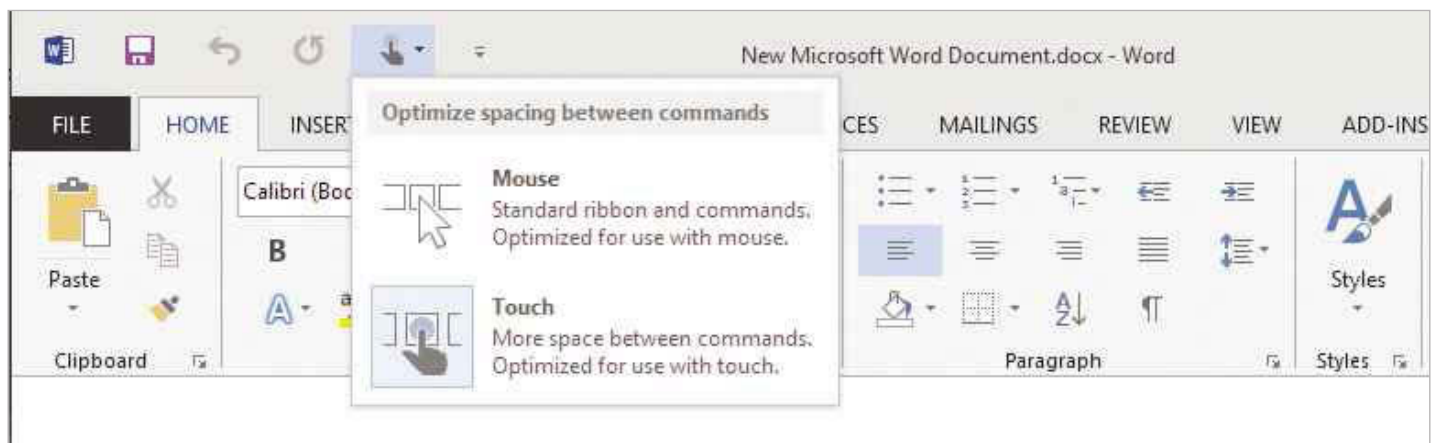 New Microsoft Word Document.docx - Word
FILE HOME INSER CES MAILINGS REVIEW VIEW ADD-INS
Optimize spacing between commands
Calibri (Boo
Mouse
Standard ribbon and commands.
Optimized for use with mouse.
B
Paste
Styles
Touch
More space between commands.
Optimized for use with touch.
Clipboard
Paragraph
Styles